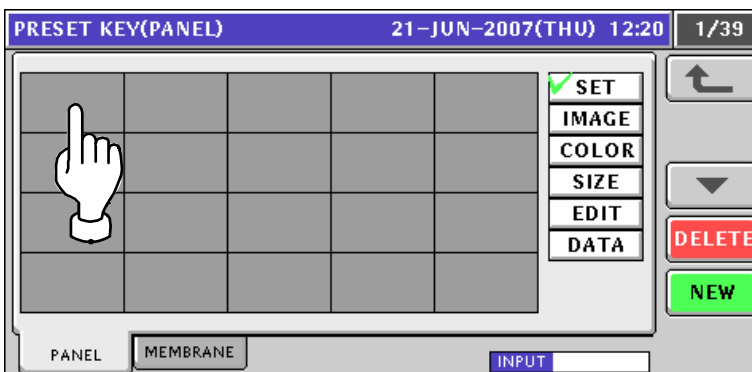 PRESET KEY(PANEL) 21-JUN-2007(THU) 12:20 1/39
SET
IMAGE
COLOR
SIZE
EDIT
DATA
DELETE
NEW
PANEL MEMBRANE
INPUT